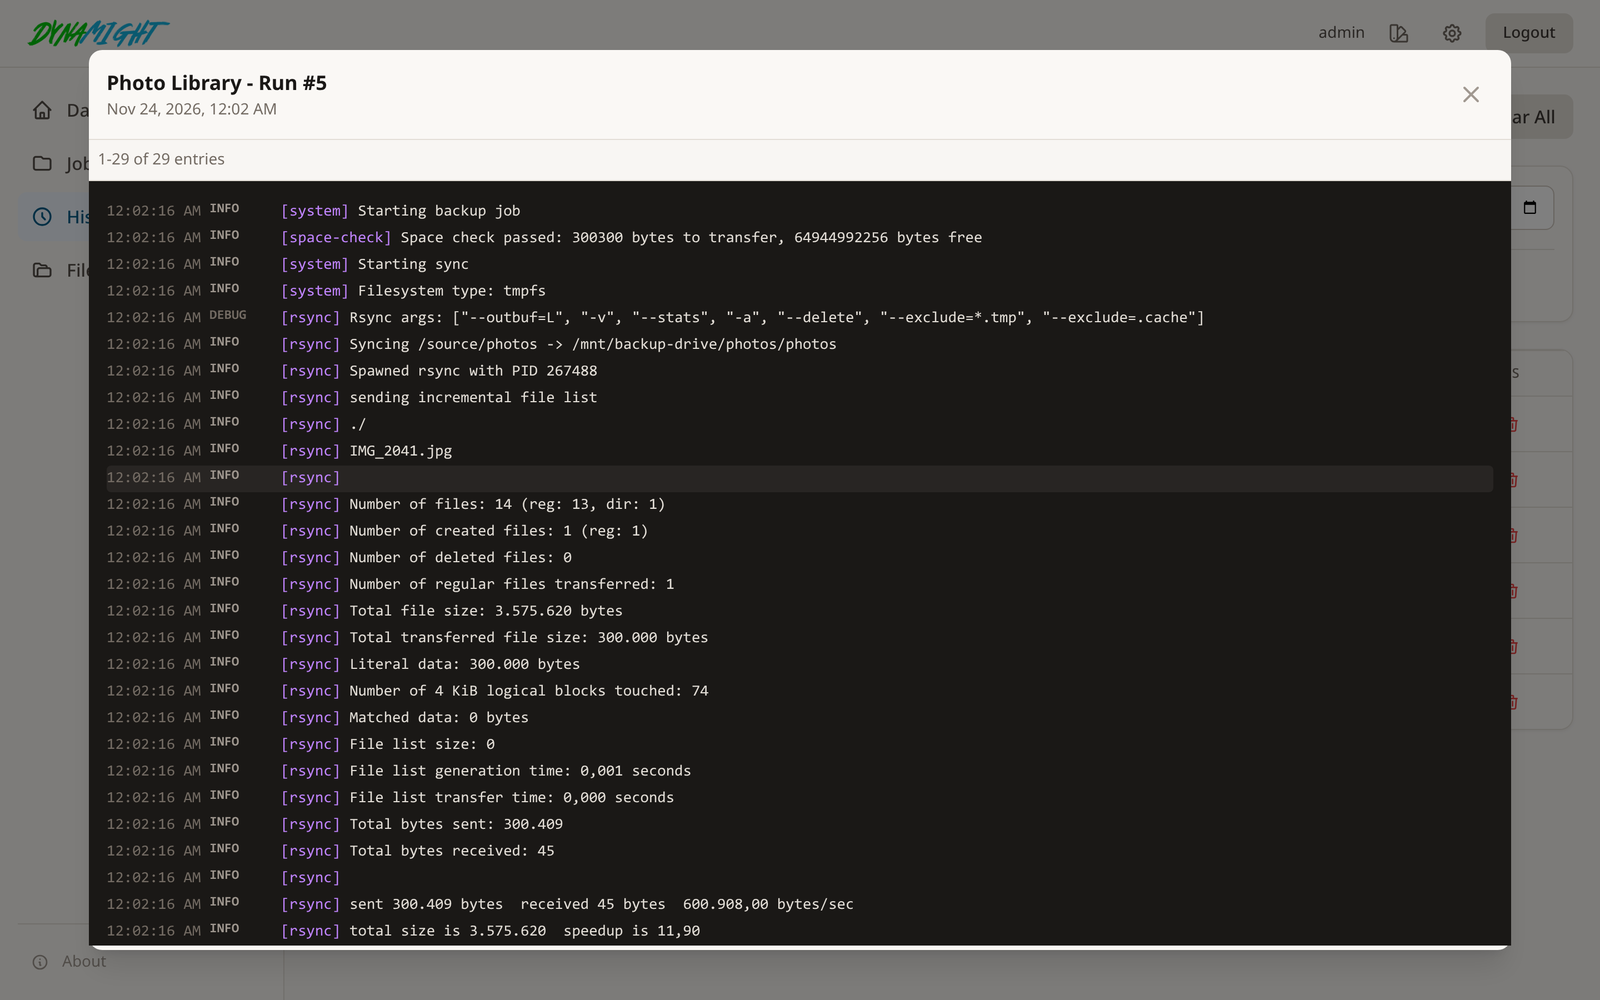 DYNAMIGHT
admin
Logout
Photo Library - Run #5
Nov 24, 2026, 12:02 AM
1-29 of 29 entries
12:02:16 AM INFO [system] Starting backup job
12:02:16 AM INFO [space-check] Space check passed: 300300 bytes to transfer, 64944992256 bytes free
12:02:16 AM INFO [system] Starting sync
12:02:16 AM INFO [system] Filesystem type: tmpfs
12:02:16 AM DEBUG [rsync] Rsync args: ["--outbuf=L", "-v", "--stats", "-a", "--delete", "--exclude=*.tmp", "--exclude=.cache"]
12:02:16 AM INFO [rsync] Syncing /source/photos -> /mnt/backup-drive/photos/photos
12:02:16 AM INFO [rsync] Spawned rsync with PID 267488
12:02:16 AM INFO [rsync] sending incremental file list
12:02:16 AM INFO [rsync] ./
12:02:16 AM INFO [rsync] IMG_2041.jpg
12:02:16 AM INFO [rsync]
12:02:16 AM INFO [rsync] Number of files: 14 (reg: 13, dir: 1)
12:02:16 AM INFO [rsync] Number of created files: 1 (reg: 1)
12:02:16 AM INFO [rsync] Number of deleted files: 0
12:02:16 AM INFO [rsync] Number of regular files transferred: 1
12:02:16 AM INFO [rsync] Total file size: 3.575.620 bytes
12:02:16 AM INFO [rsync] Total transferred file size: 300.000 bytes
12:02:16 AM INFO [rsync] Literal data: 300.000 bytes
12:02:16 AM INFO [rsync] Number of 4 KiB logical blocks touched: 74
12:02:16 AM INFO [rsync] Matched data: 0 bytes
12:02:16 AM INFO [rsync] File list size: 0
12:02:16 AM INFO [rsync] File list generation time: 0,001 seconds
12:02:16 AM INFO [rsync] File list transfer time: 0,000 seconds
12:02:16 AM INFO [rsync] Total bytes sent: 300.409
12:02:16 AM INFO [rsync] Total bytes received: 45
12:02:16 AM INFO [rsync]
12:02:16 AM INFO [rsync] sent 300.409 bytes  received 45 bytes  600.908,00 bytes/sec
12:02:16 AM INFO [rsync] total size is 3.575.620  speedup is 11,90
All
About